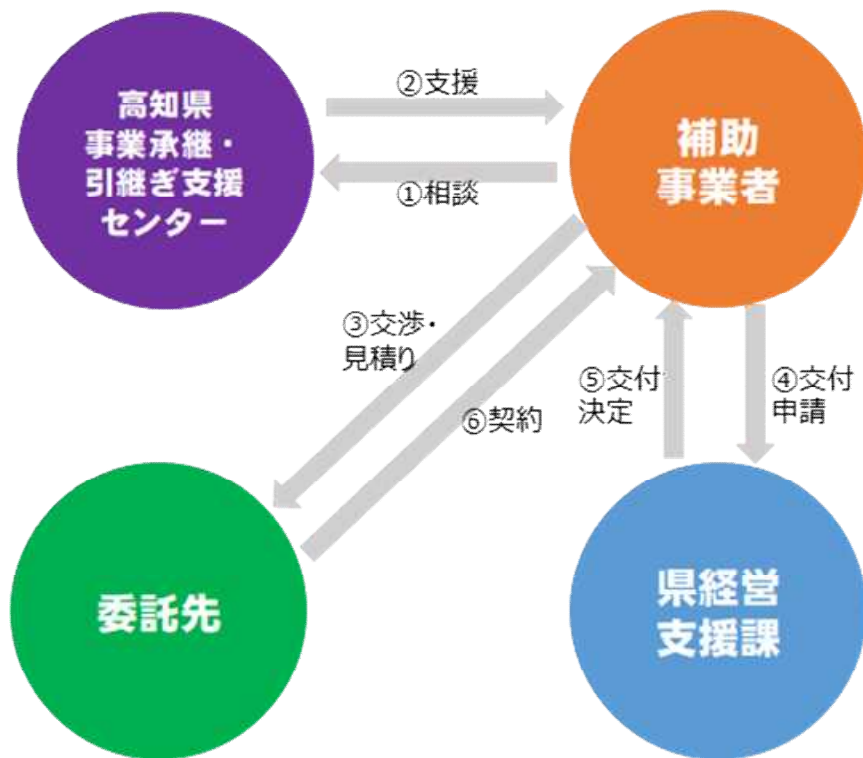 高知県
事業承継・
引継ぎ支援
センター
②支援
①相談
補助
事業者
③交渉・
見積り
⑥契約
⑤交付
決定
④交付
申請
委託先
県経営
支援課